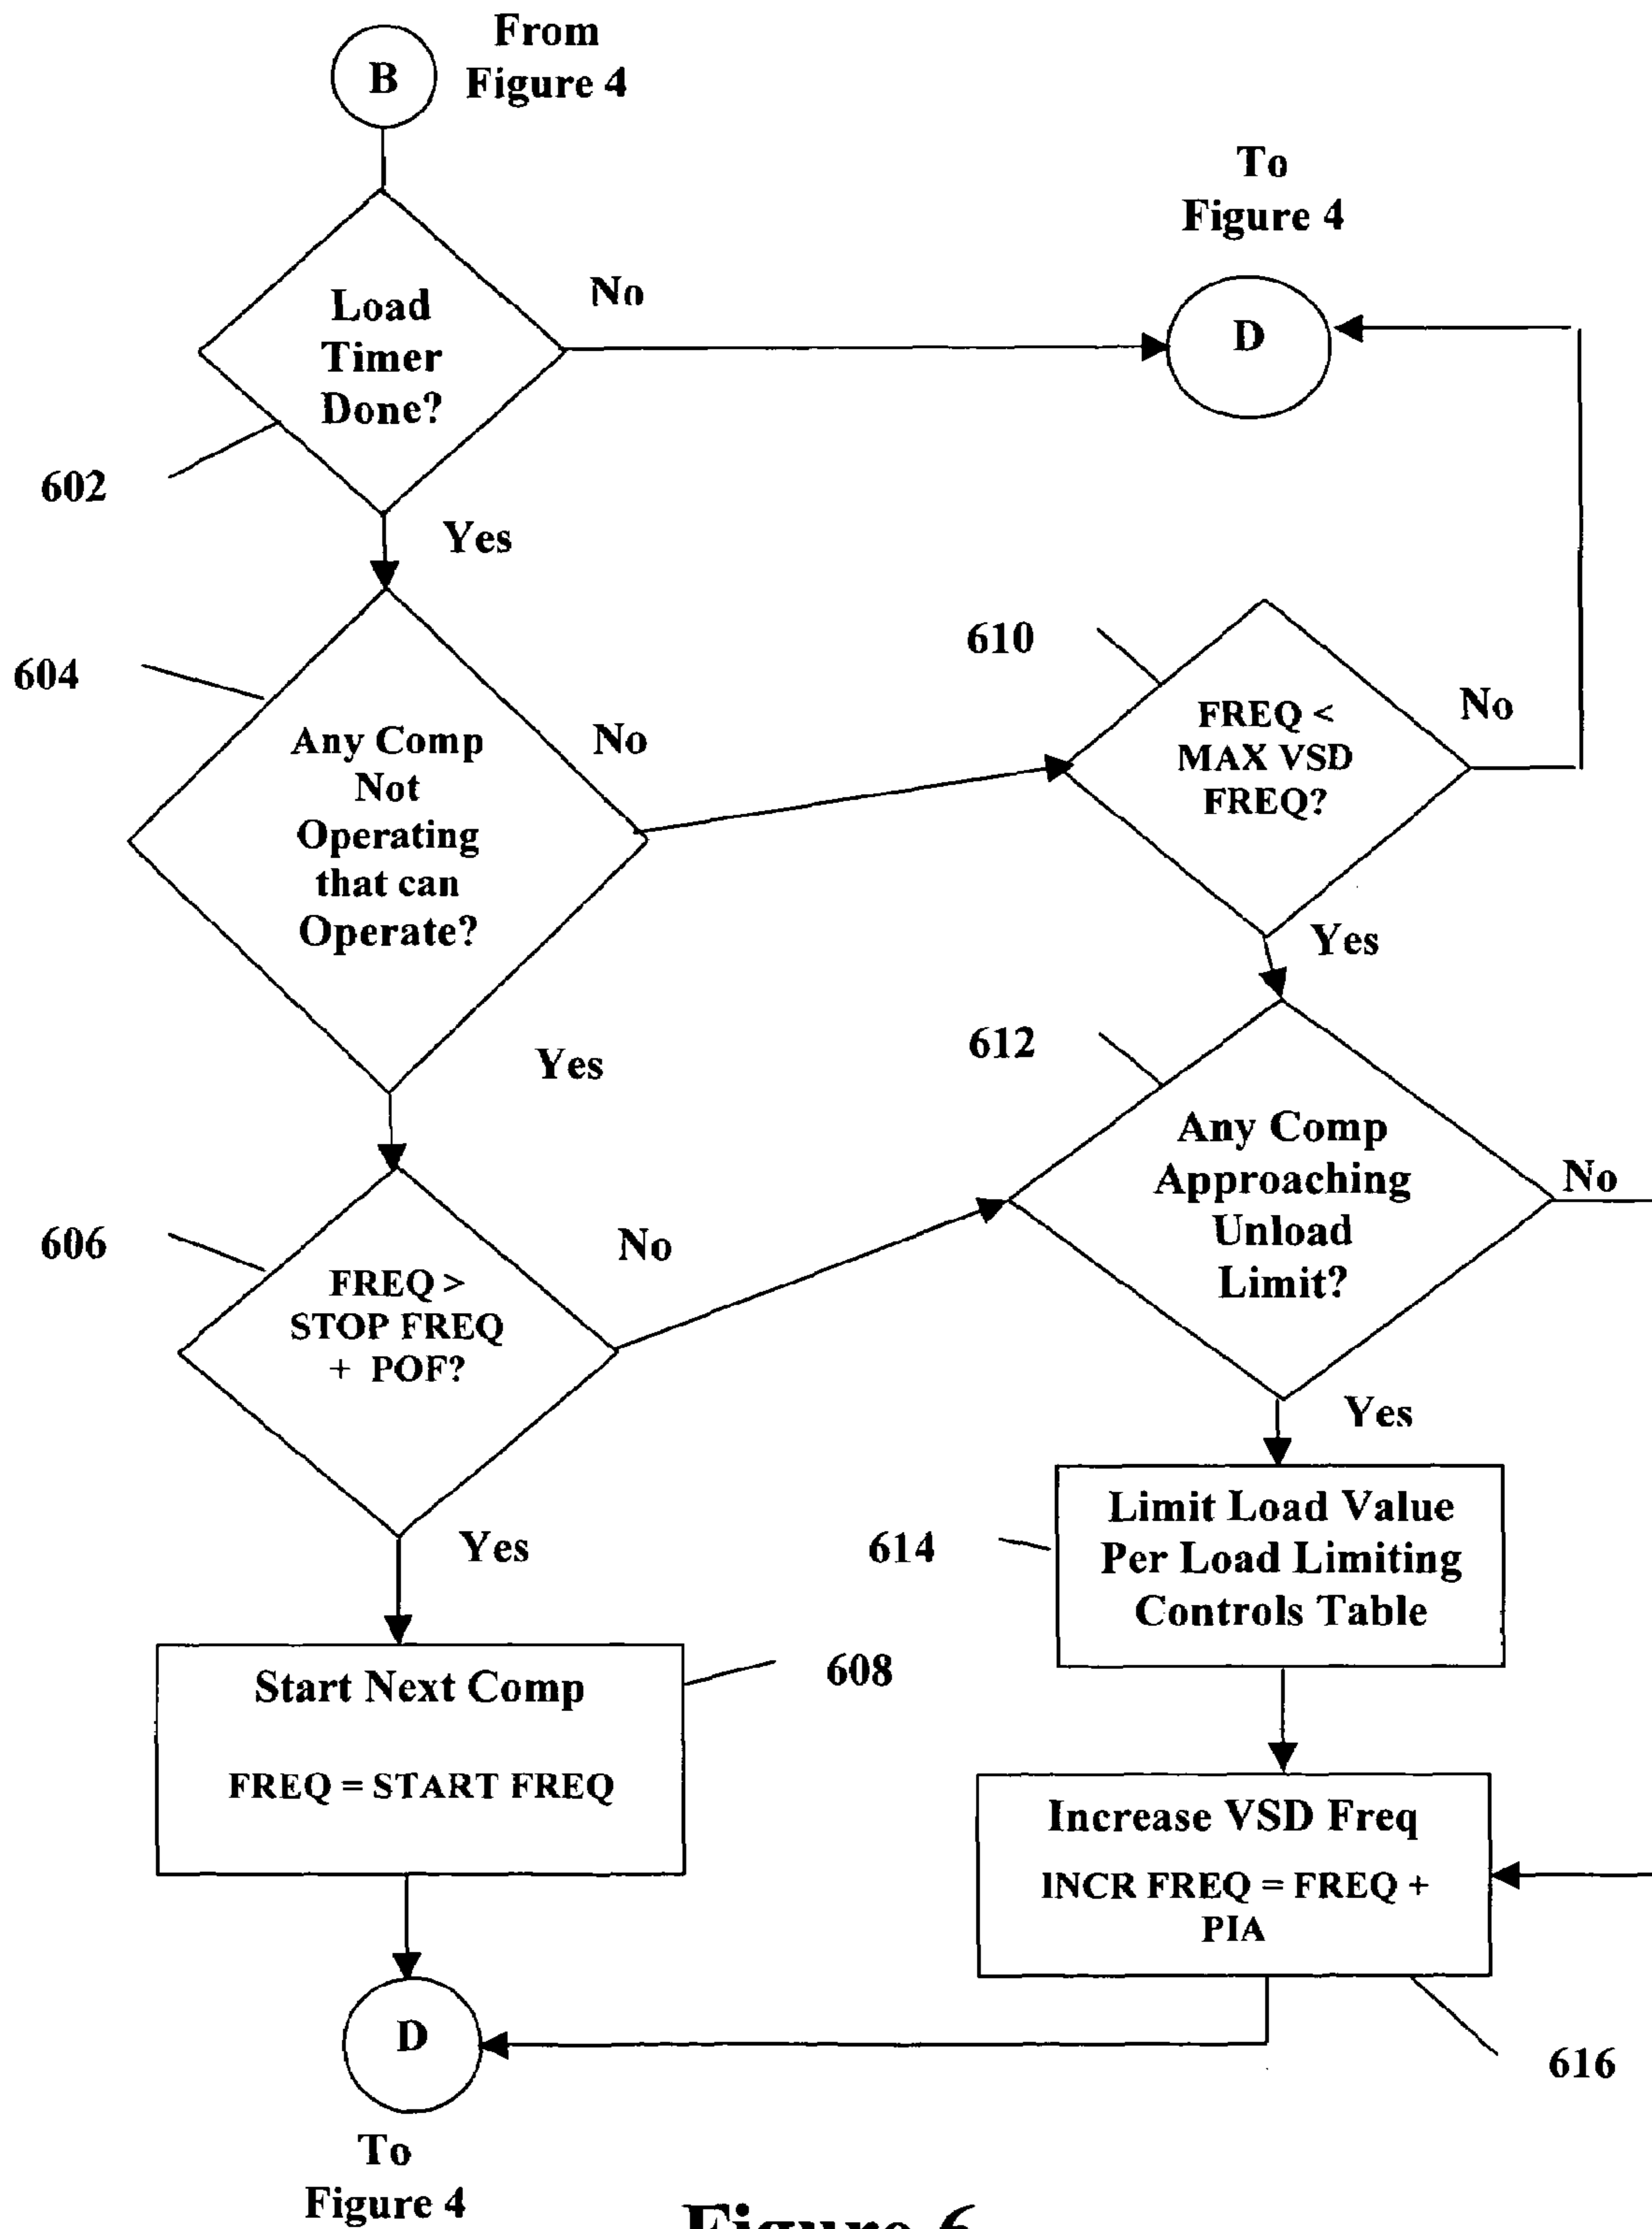 From
Figure 4
B
To
Figure 4
Load
Timer
Done?
No
D
602
Yes
604
Any Comp
Not
Operating
that can
Operate?
No
610
FREQ <
MAX VSD
FREQ?
No
Yes
Yes
612
Any Comp
Approaching
Unload
Limit?
No
606
FREQ >
STOP FREQ
+ POF?
No
Yes
Yes
614
Limit Load Value
Per Load Limiting
Controls Table
Start Next Comp
FREQ = START FREQ
608
Increase VSD Freq
INCR FREQ = FREQ +
PIA
D
616
To
Figure 4
Figure 6